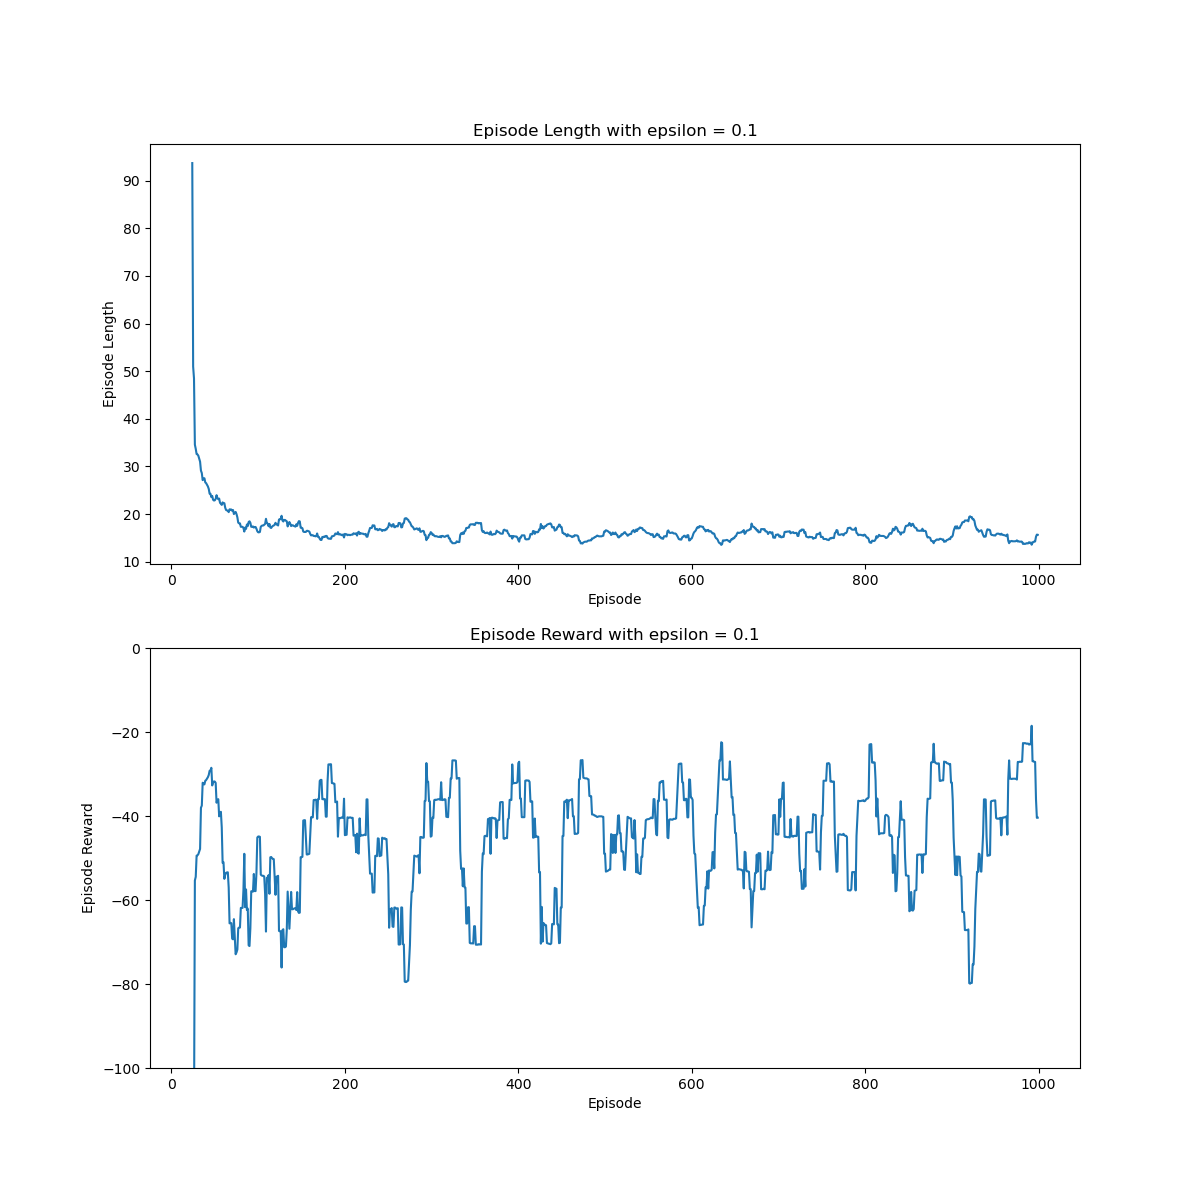 Episode Length with epsilon = 0.1
90
80
70
60
50
40
30
20
10
Episode Length
0 200 400 600 800 1000
Episode
Episode Reward with epsilon = 0.1
0
−20
−40
−60
−80
−100
Episode Reward
0 200 400 600 800 1000
Episode